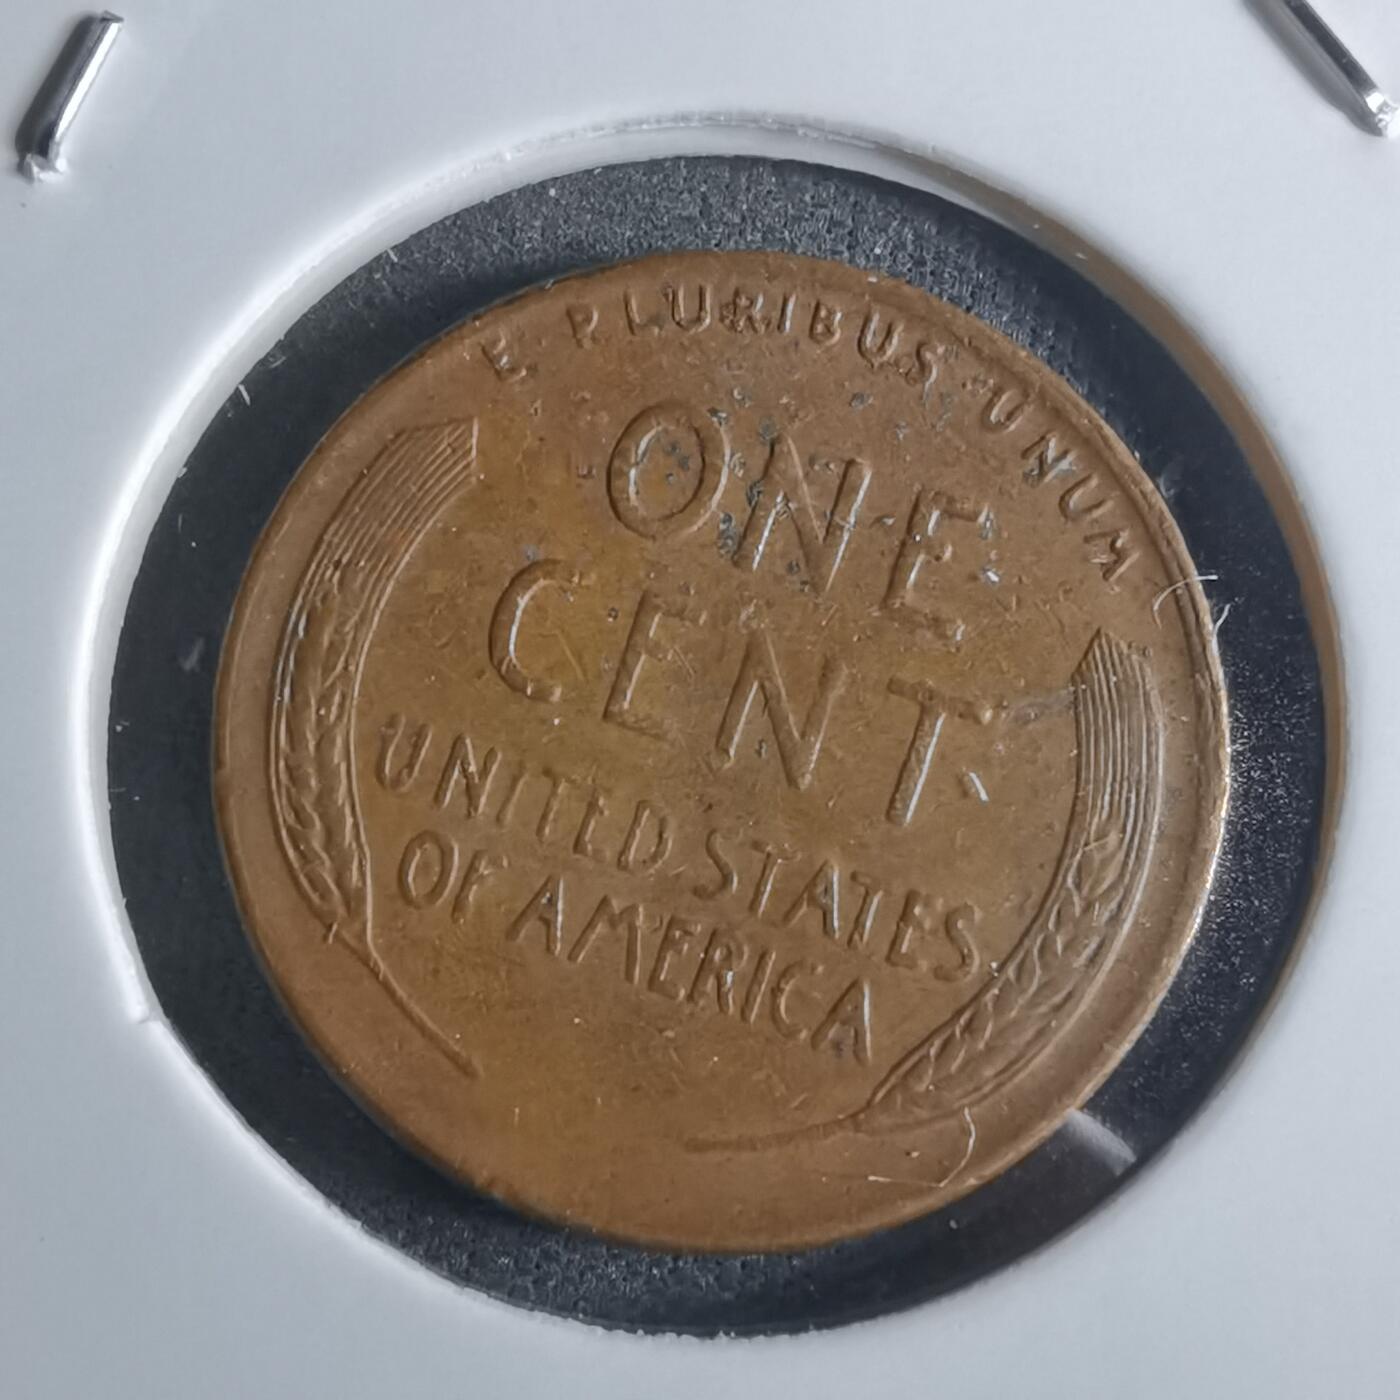 E·PLURIBUS·UNUM
ONE
CENT
UNITED STATES
OF AMERICA